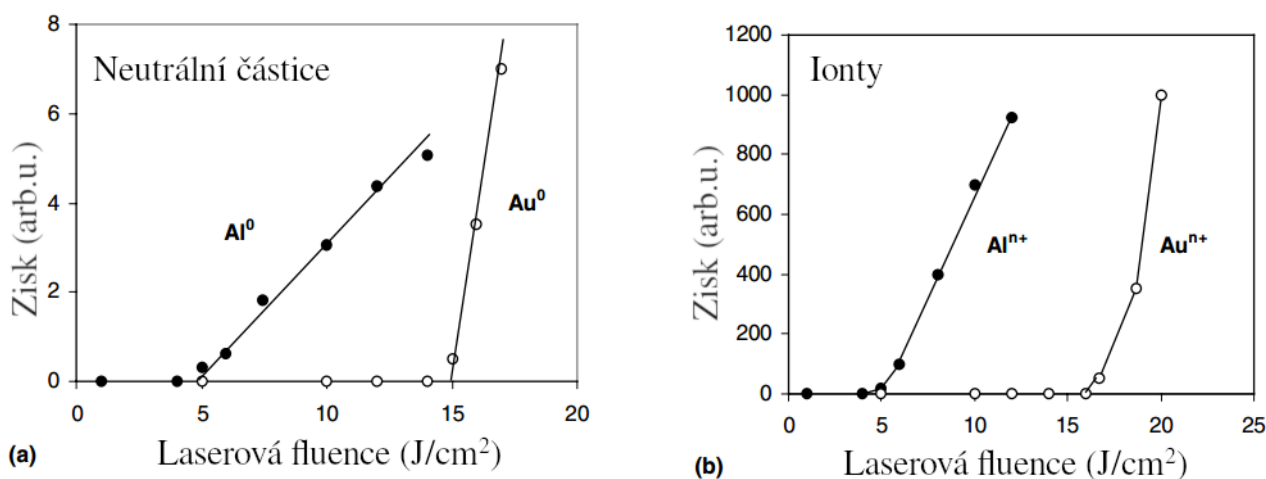 8
6
4
2
0
Zisk (arb.u.)
Neutrální částice
Al⁰
Au⁰
0 5 10 15 20
(a) Laserová fluence (J/cm²)
1200
1000
800
600
400
200
0
Zisk (arb.u.)
Ionty
Alⁿ⁺
Auⁿ⁺
0 5 10 15 20 25
(b) Laserová fluence (J/cm²)